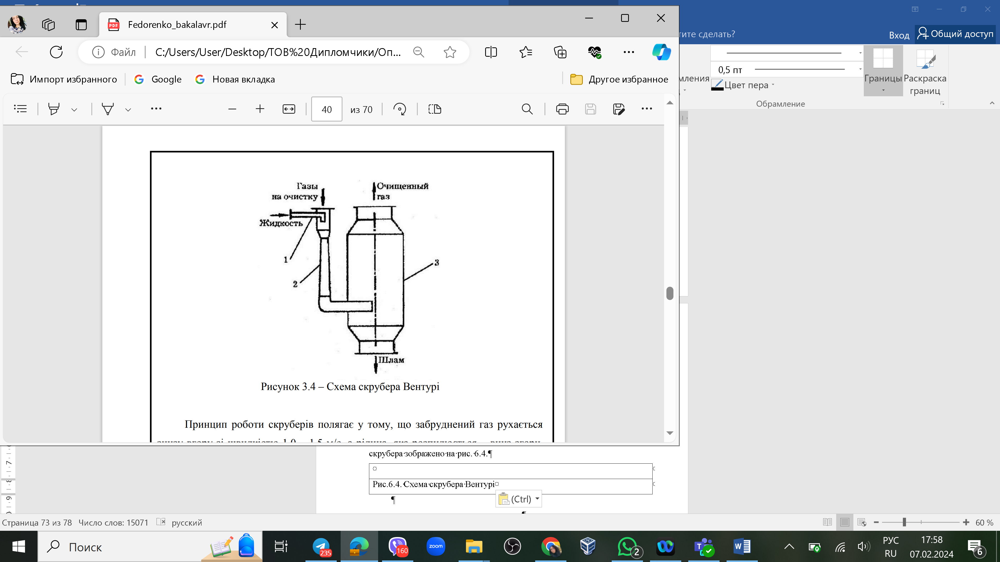 Fedorenko_bakalavr.pdf
Файл
C:/Users/User/Desktop/ТОВ%20Дипломчики/Оп...
Импорт избранного
Google
Новая вкладка
Другое избранное
40 из 70
тите сделать?
Вход
Общий доступ
0,5 пт
мления
Цвет пера
Границы
Раскраска
границ
Обрамление
Газы
на очистку
Очищенный
газ
Жидкость
1
2
3
Шлам
Рисунок 3.4 – Схема скрубера Вентурі
Принцип роботи скруберів полягає у тому, що забруднений газ рухається
скрубера·зображено·на·рис.·6.4.¶
Рис.6.4.·Схема·скрубера·Вентурі¤
¶
(Ctrl)
Страница 73 из 78 Число слов: 15071 русский
60 %
Поиск
235
160
zoom
2
РУС
RU
17:58
07.02.2024
6